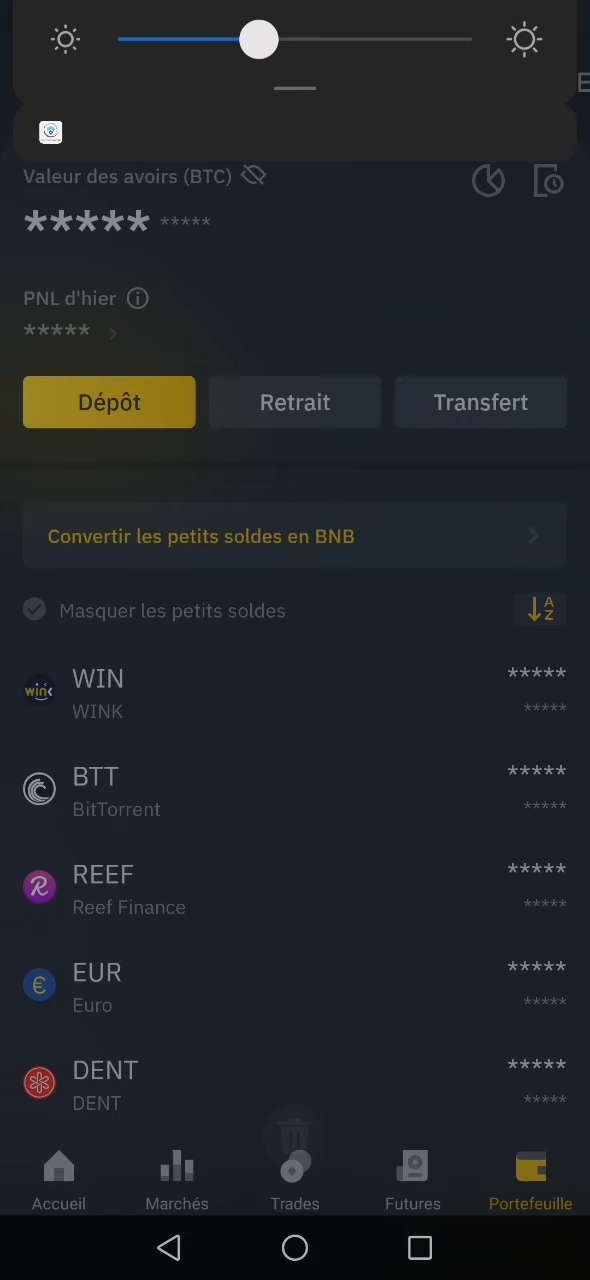 E
Valeur des avoirs (BTC)
***** *****
PNL d'hier
*****
Dépôt
Retrait
Transfert
Convertir les petits soldes en BNB
Masquer les petits soldes
A
Z
WIN
*****
WINK
*****
BTT
*****
BitTorrent
*****
REEF
*****
Reef Finance
*****
EUR
*****
Euro
*****
DENT
*****
DENT
*****
Accueil
Marchés
Trades
Futures
Portefeuille